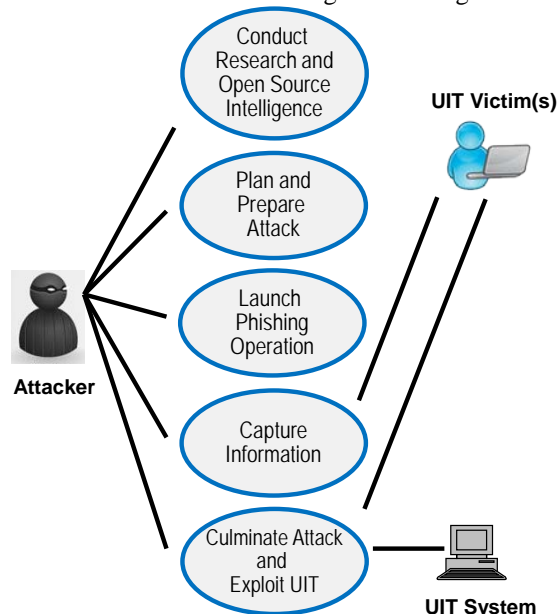 Conduct
Research and
Open Source
Intelligence
UIT Victim(s)
Plan and
Prepare
Attack
Launch
Phishing
Operation
Attacker
Capture
Information
Culminate Attack
and
Exploit UIT
UIT System